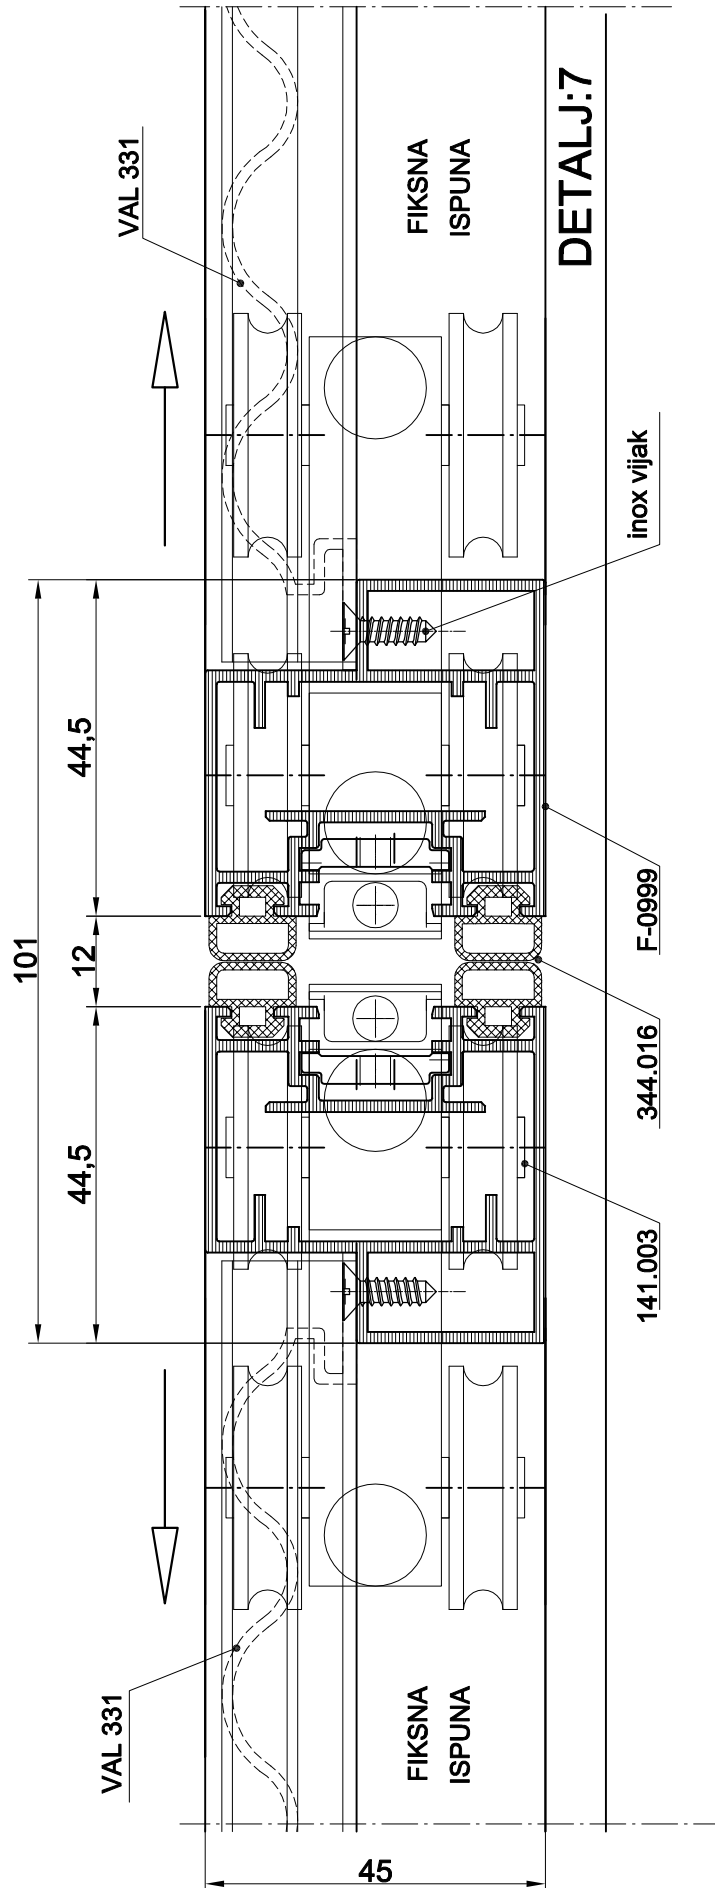 DETALJ:7
VAL 331
FIKSNA
ISPUNA
inox vijak
44,5
101
12
44,5
F-0999
344.016
141.003
VAL 331
FIKSNA
ISPUNA
45